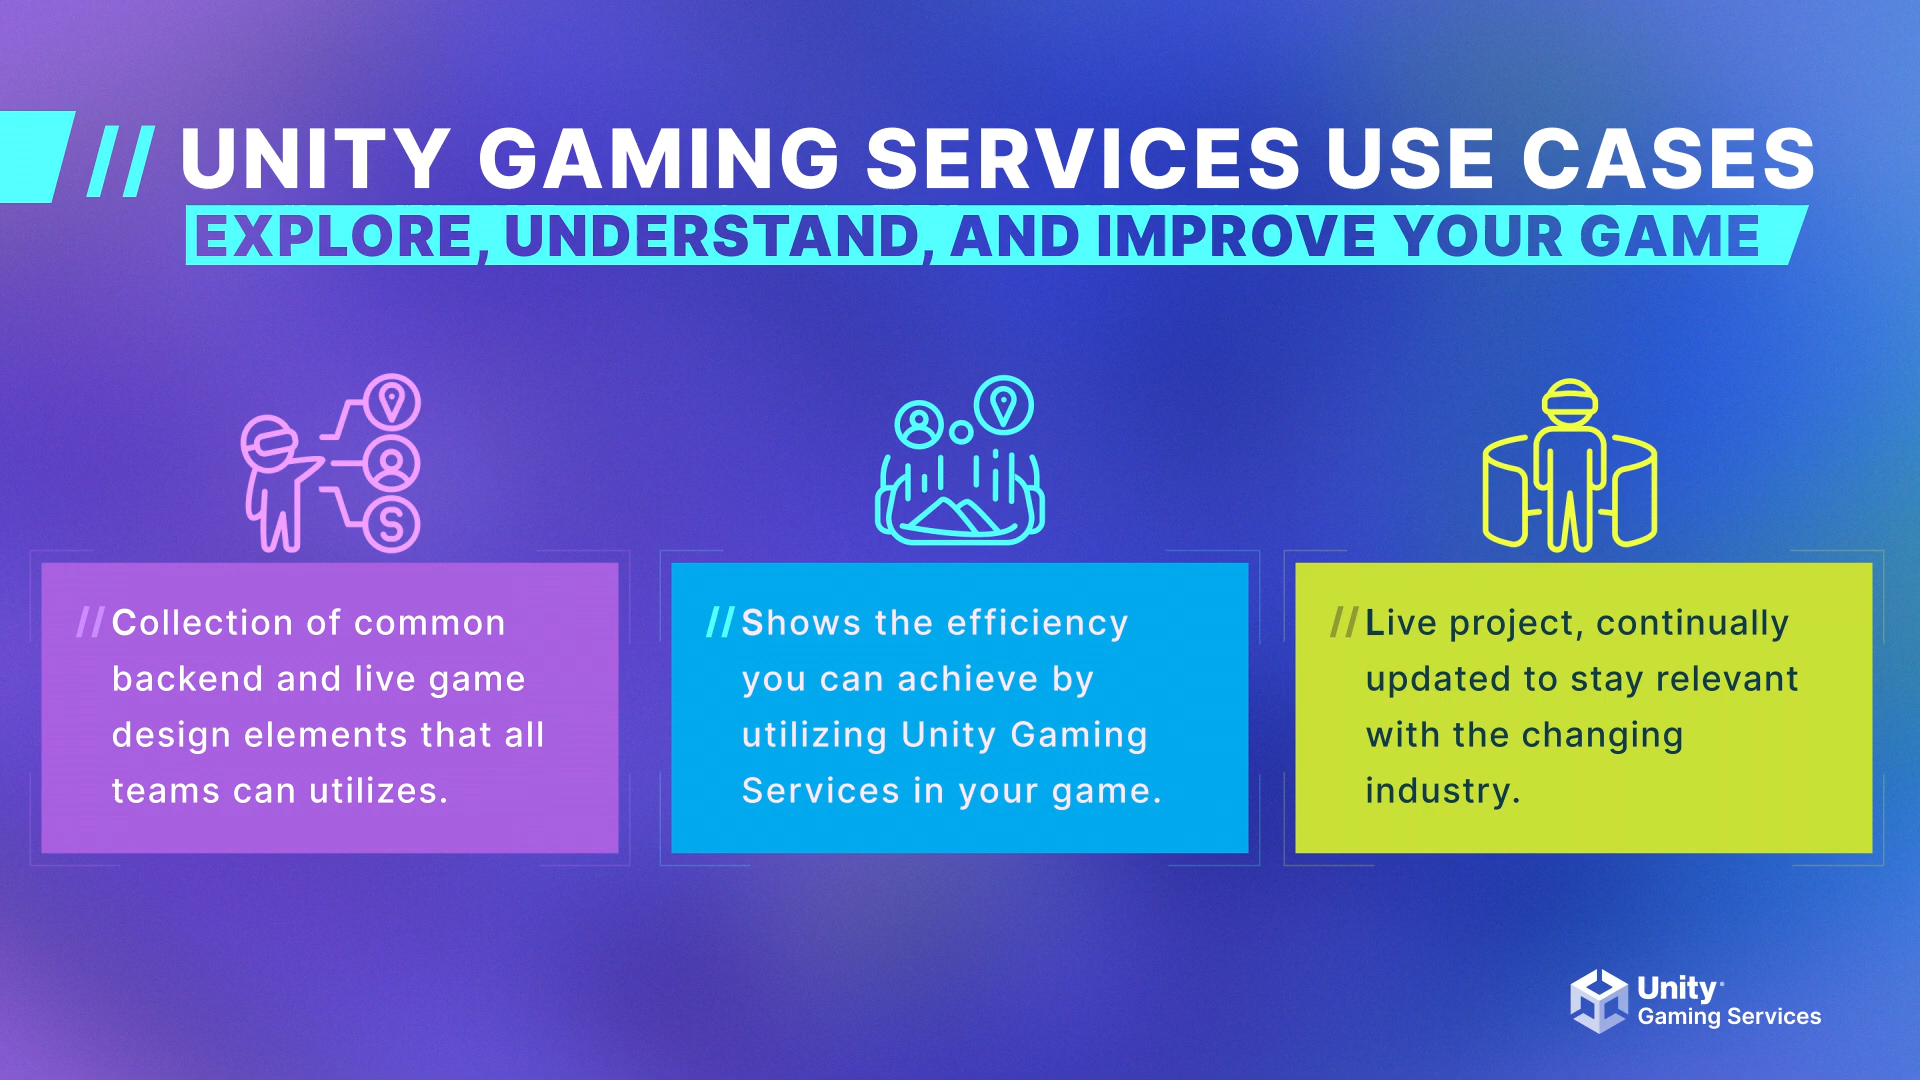 // UNITY GAMING SERVICES USE CASES
EXPLORE, UNDERSTAND, AND IMPROVE YOUR GAME
// Collection of common
backend and live game
design elements that all
teams can utilizes.
// Shows the efficiency
you can achieve by
utilizing Unity Gaming
Services in your game.
// Live project, continually
updated to stay relevant
with the changing
industry.
Unity
Gaming Services